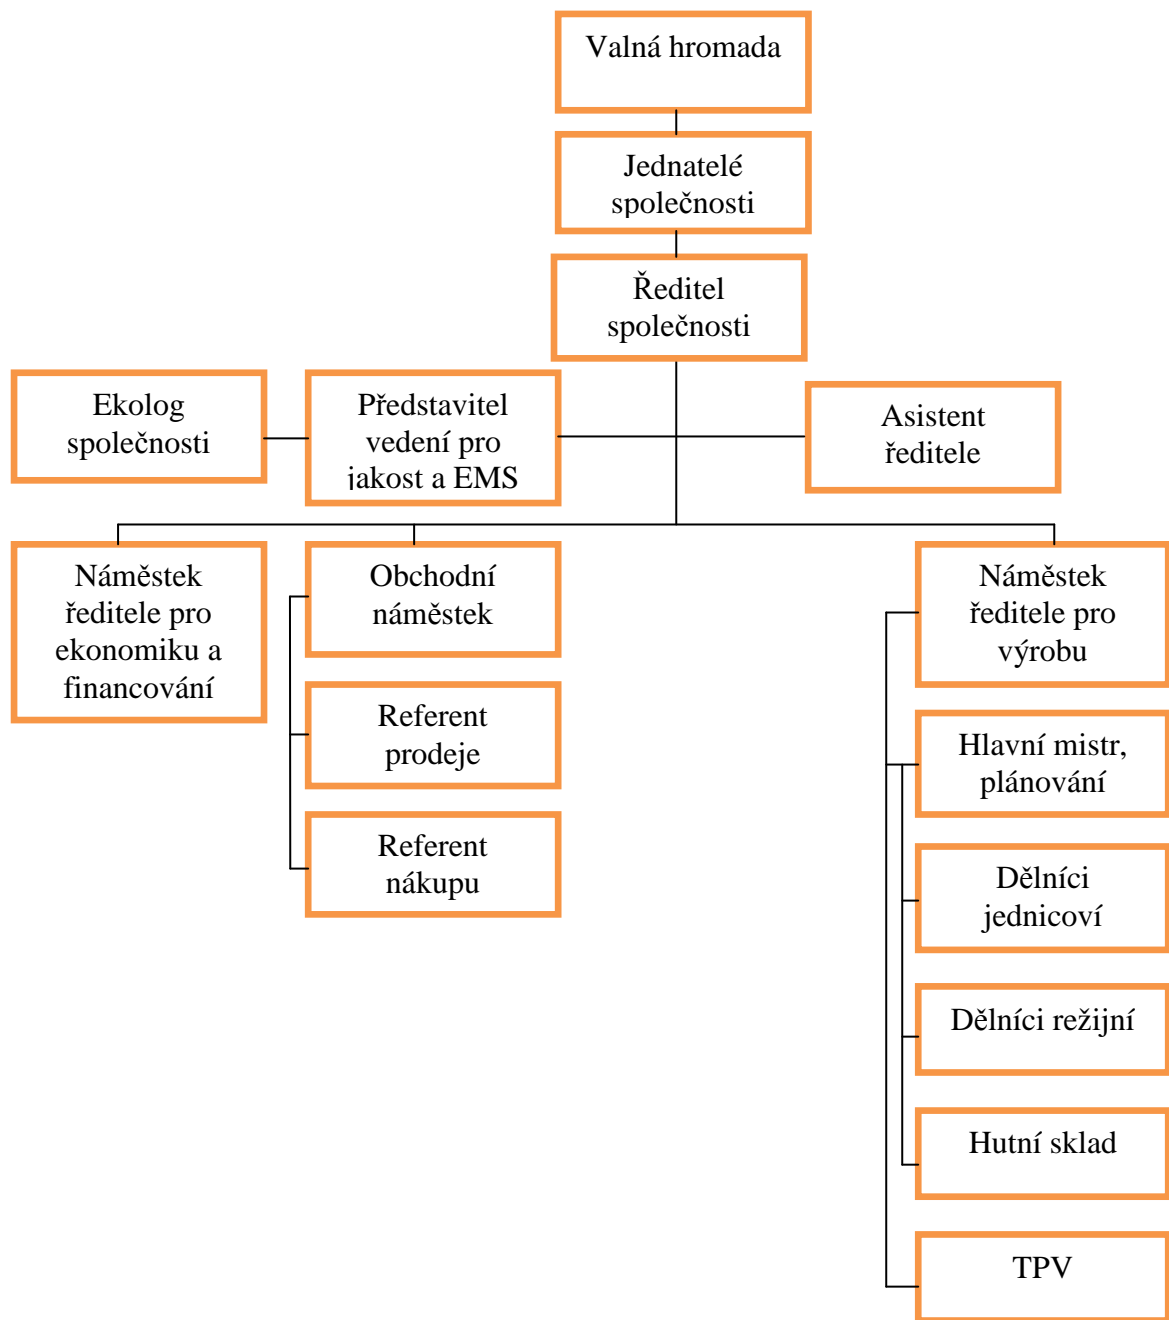 Valná hromada
Jednatelé
společnosti
Ředitel
společnosti
Ekolog
společnosti
Představitel
vedení pro
jakost a EMS
Asistent
ředitele
Náměstek
ředitele pro
ekonomiku a
financování
Obchodní
náměstek
Referent
prodeje
Referent
nákupu
Náměstek
ředitele pro
výrobu
Hlavní mistr,
plánování
Dělníci
jednicoví
Dělníci režijní
Hutní sklad
TPV